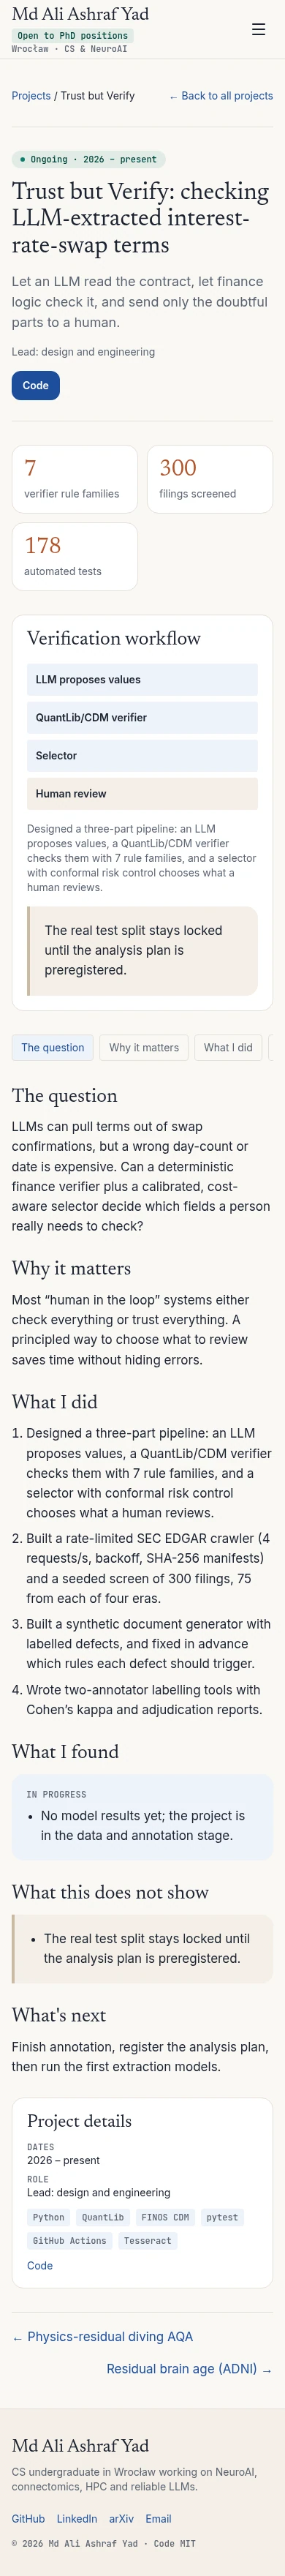 Md Ali Ashraf Yad
Open to PhD positions
Wrocław · CS & NeuroAI
Projects / Trust but Verify
← Back to all projects
Ongoing · 2026 – present
Trust but Verify: checking
LLM-extracted interest-
rate-swap terms
Let an LLM read the contract, let finance
logic check it, and send only the doubtful
parts to a human.
Lead: design and engineering
Code
7
verifier rule families
300
filings screened
178
automated tests
Verification workflow
LLM proposes values
QuantLib/CDM verifier
Selector
Human review
Designed a three-part pipeline: an LLM
proposes values, a QuantLib/CDM verifier
checks them with 7 rule families, and a selector
with conformal risk control chooses what a
human reviews.
The real test split stays locked
until the analysis plan is
preregistered.
The question
Why it matters
What I did
The question
LLMs can pull terms out of swap
confirmations, but a wrong day-count or
date is expensive. Can a deterministic
finance verifier plus a calibrated, cost-
aware selector decide which fields a person
really needs to check?
Why it matters
Most “human in the loop” systems either
check everything or trust everything. A
principled way to choose what to review
saves time without hiding errors.
What I did
1. Designed a three-part pipeline: an LLM
proposes values, a QuantLib/CDM verifier
checks them with 7 rule families, and a
selector with conformal risk control
chooses what a human reviews.
2. Built a rate-limited SEC EDGAR crawler (4
requests/s, backoff, SHA-256 manifests)
and a seeded screen of 300 filings, 75
from each of four eras.
3. Built a synthetic document generator with
labelled defects, and fixed in advance
which rules each defect should trigger.
4. Wrote two-annotator labelling tools with
Cohen’s kappa and adjudication reports.
What I found
IN PROGRESS
• No model results yet; the project is
in the data and annotation stage.
What this does not show
• The real test split stays locked until
the analysis plan is preregistered.
What's next
Finish annotation, register the analysis plan,
then run the first extraction models.
Project details
DATES
2026 – present
ROLE
Lead: design and engineering
Python
QuantLib
FINOS CDM
pytest
GitHub Actions
Tesseract
Code
← Physics-residual diving AQA
Residual brain age (ADNI) →
Md Ali Ashraf Yad
CS undergraduate in Wrocław working on NeuroAI,
connectomics, HPC and reliable LLMs.
GitHub
LinkedIn
arXiv
Email
© 2026 Md Ali Ashraf Yad · Code MIT